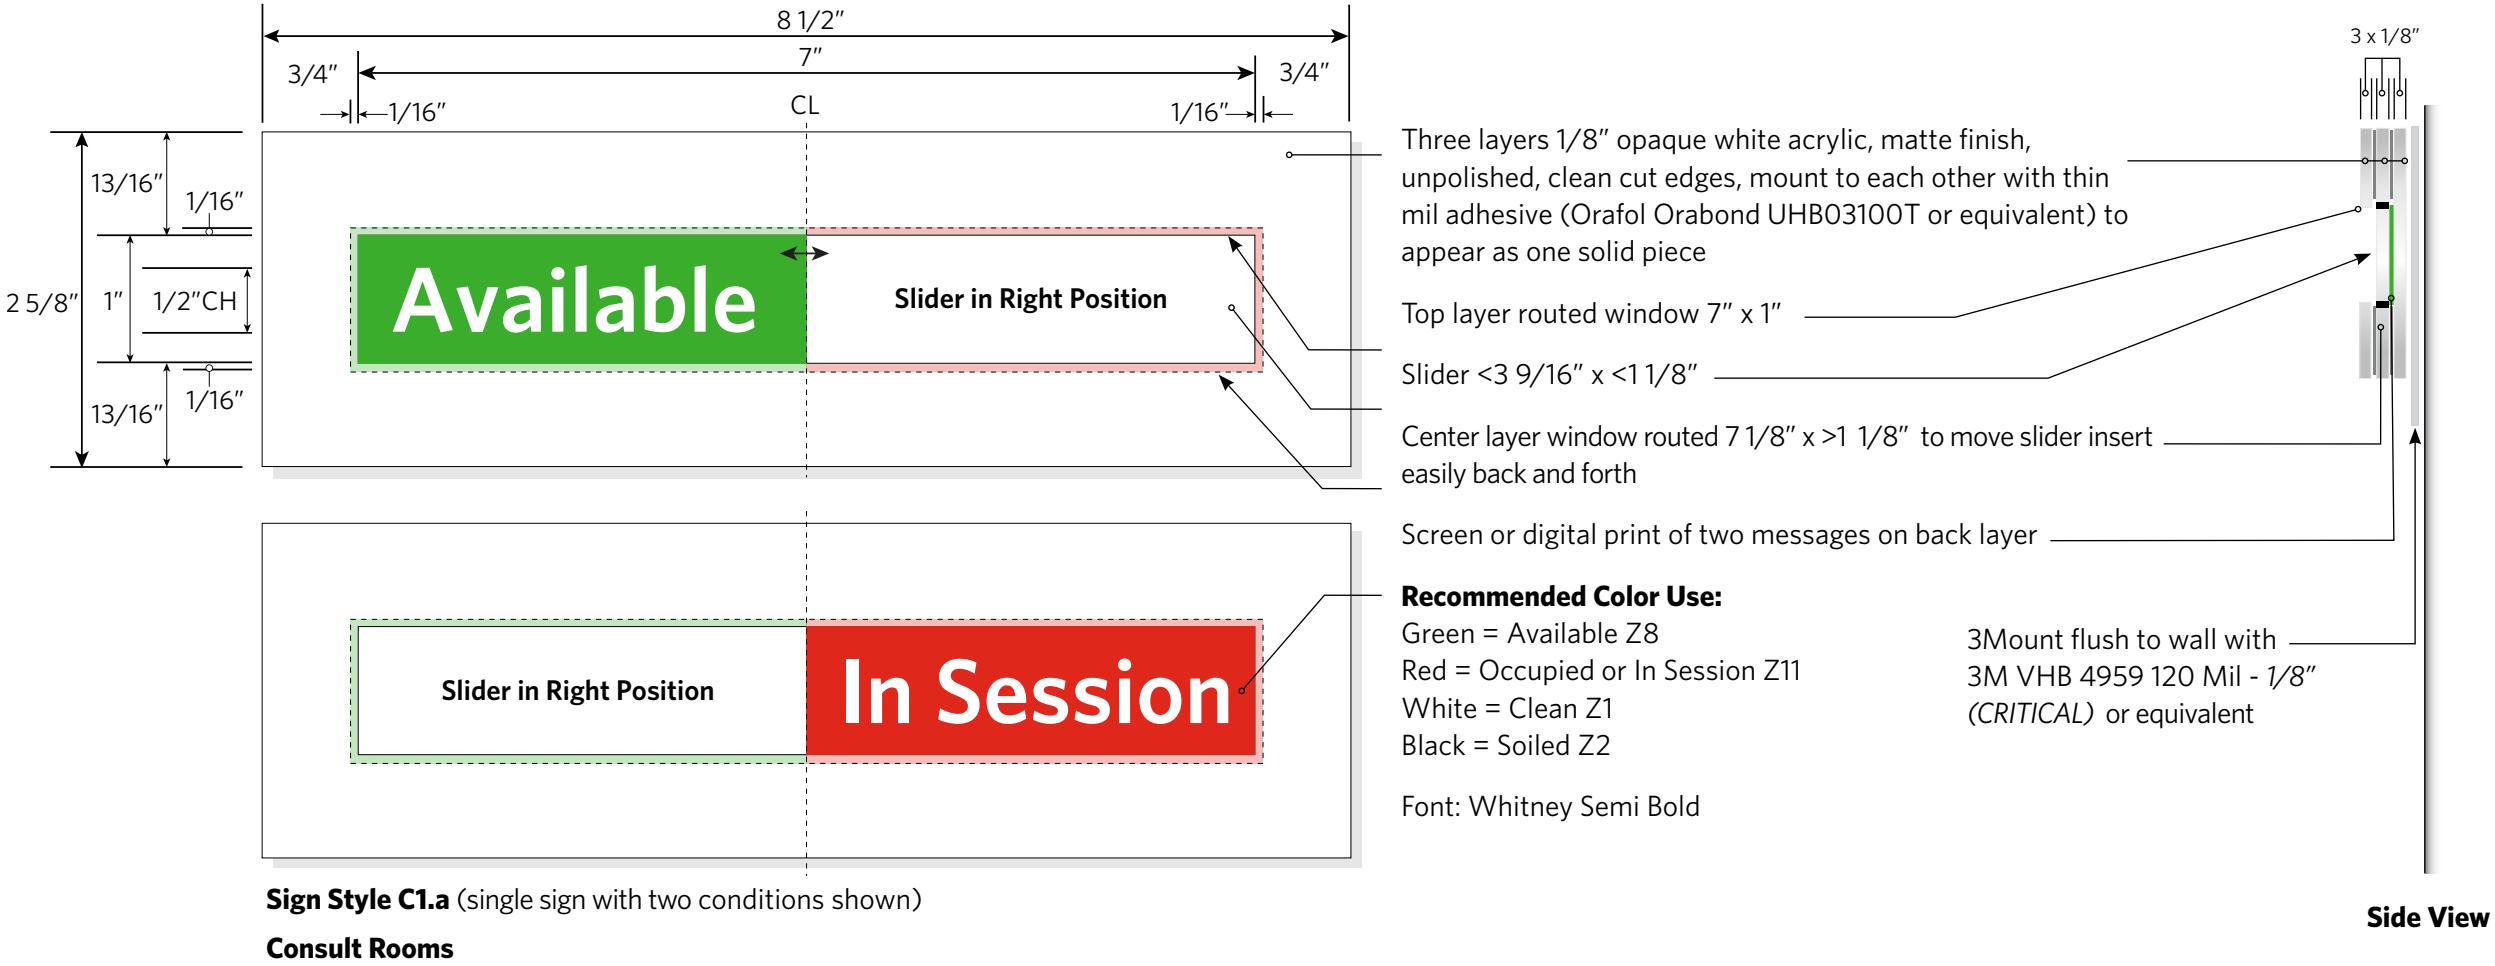 8 1/2”
3 x 1/8”
7”
3/4”
3/4”
CL
1/16”
1/16”
Three layers 1/8” opaque white acrylic, matte finish,
unpolished, clean cut edges, mount to each other with thin
mil adhesive (Orafol Orabond UHB03100T or equivalent) to
appear as one solid piece
13/16”
1/16”
2 5/8”
1”
1/2”CH
Available
Slider in Right Position
Top layer routed window 7” x 1”
Slider <3 9/16” x <1 1/8”
1/16”
13/16”
Center layer window routed 7 1/8” x >1 1/8” to move slider insert
easily back and forth
Screen or digital print of two messages on back layer
Slider in Right Position
In Session
Recommended Color Use:
Green = Available Z8
Red = Occupied or In Session Z11
White = Clean Z1
Black = Soiled Z2
3Mount flush to wall with
3M VHB 4959 120 Mil - 1/8”
(CRITICAL) or equivalent
Font: Whitney Semi Bold
Sign Style C1.a (single sign with two conditions shown)
Consult Rooms
Side View